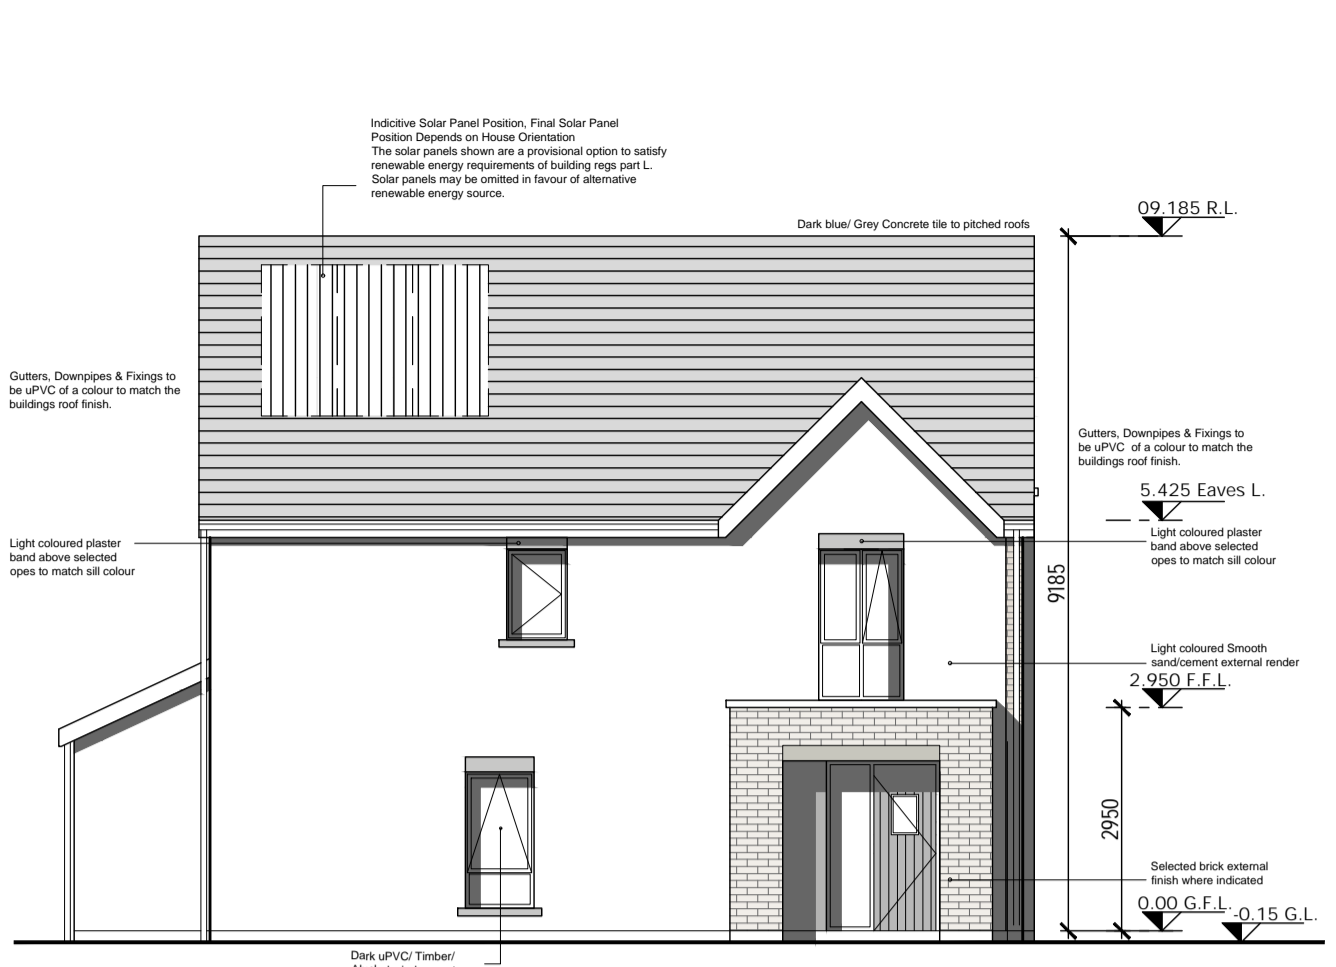 Indicitive Solar Panel Position, Final Solar Panel
Position Depends on House Orientation
The solar panels shown are a provisional option to satisfy
renewable energy requirements of building regs part L.
Solar panels may be omitted in favour of alternative
renewable energy source.
09.185 R.L.
Dark blue/ Grey Concrete tile to pitched roofs
Gutters, Downpipes & Fixings to
be uPVC of a colour to match the
buildings roof finish.
Gutters, Downpipes & Fixings to
be uPVC of a colour to match the
buildings roof finish.
5.425 Eaves L.
Light coloured plaster
band above selected
opes to match sill colour
Light coloured plaster
band above selected
opes to match sill colour
9185
Light coloured Smooth
sand/cement external render
2.950 F.F.L.
2950
Selected brick external
finish where indicated
0.00 G.F.L.
-0.15 G.L.
Dark uPVC/ Timber/